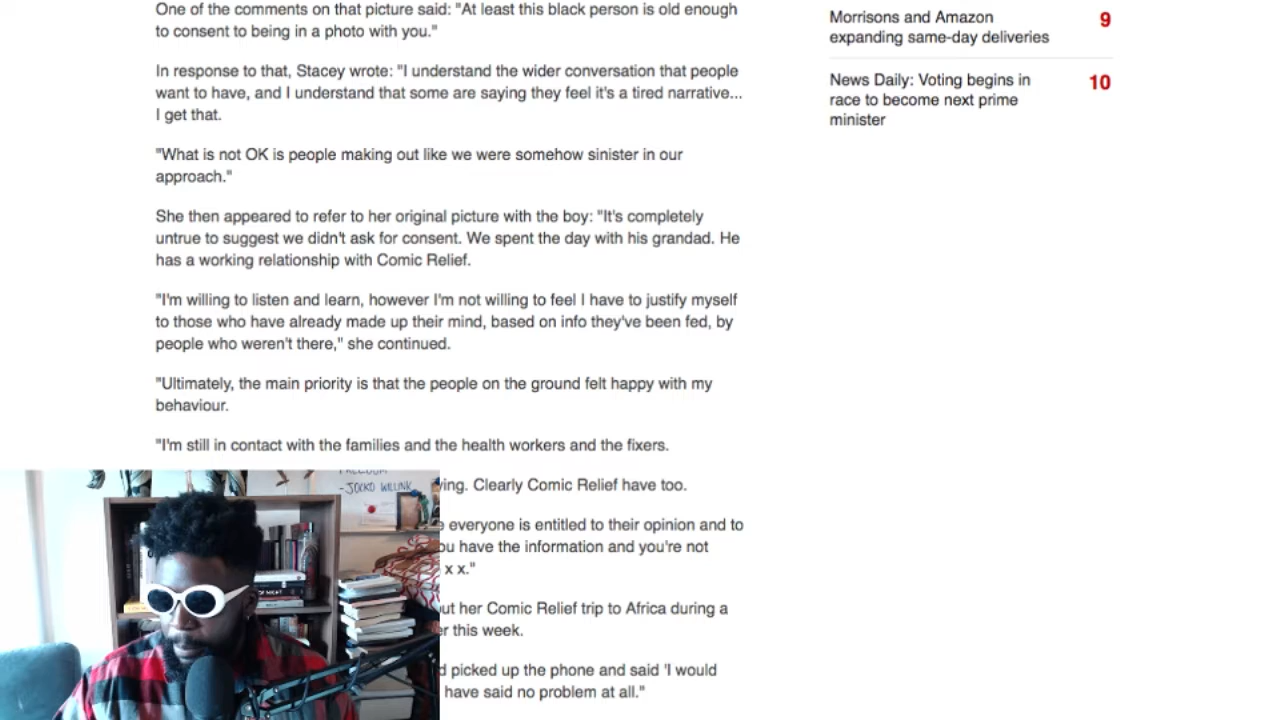 One of the comments on that picture said: "At least this black person is old enough
to consent to being in a photo with you."
In response to that, Stacey wrote: "I understand the wider conversation that people
want to have, and I understand that some are saying they feel it's a tired narrative...
I get that.
"What is not OK is people making out like we were somehow sinister in our
approach."
She then appeared to refer to her original picture with the boy: "It's completely
untrue to suggest we didn't ask for consent. We spent the day with his grandad. He
has a working relationship with Comic Relief.
"I'm willing to listen and learn, however I'm not willing to feel I have to justify myself
to those who have already made up their mind, based on info they've been fed, by
people who weren't there," she continued.
"Ultimately, the main priority is that the people on the ground felt happy with my
behaviour.
"I'm still in contact with the families and the health workers and the fixers.
ving. Clearly Comic Relief have too.
everyone is entitled to their opinion and to
ou have the information and you're not
x x."
ut her Comic Relief trip to Africa during a
er this week.
d picked up the phone and said 'I would
have said no problem at all."
Morrisons and Amazon
expanding same-day deliveries
9
News Daily: Voting begins in
race to become next prime
minister
10
- JOCKO WILLINK